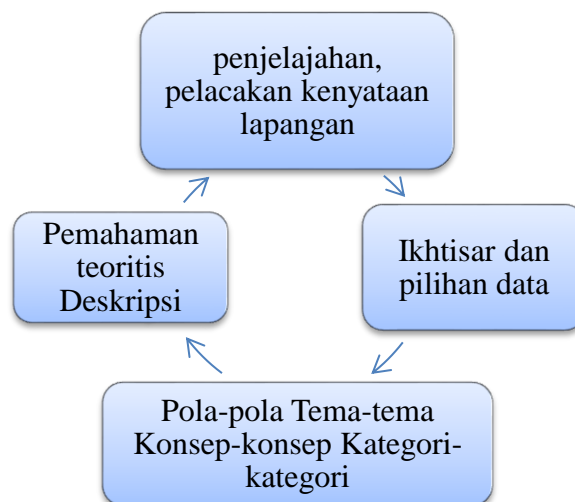 penjelajahan,
pelacakan kenyataan
lapangan
Ikhtisar dan
pilihan data
Pola-pola Tema-tema
Konsep-konsep Kategori-
kategori
Pemahaman
teoritis
Deskripsi